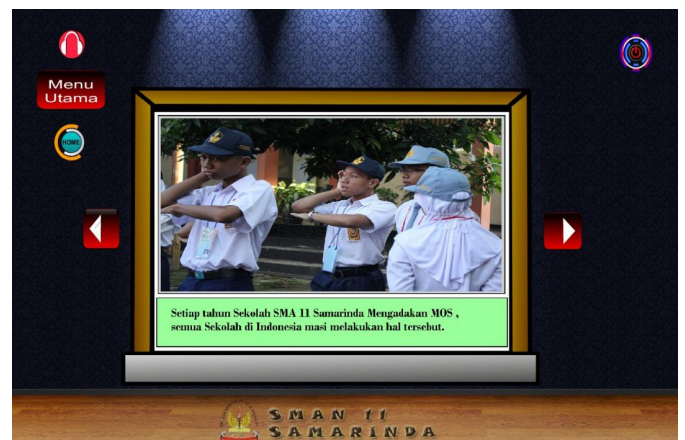 Menu
Utama
HOME
Setiap tahun Sekolah SMA 11 Samarinda Mengadakan MOS ,
semua Sekolah di Indonesia masi melakukan hal tersebut.
SMAN 11
SAMARINDA